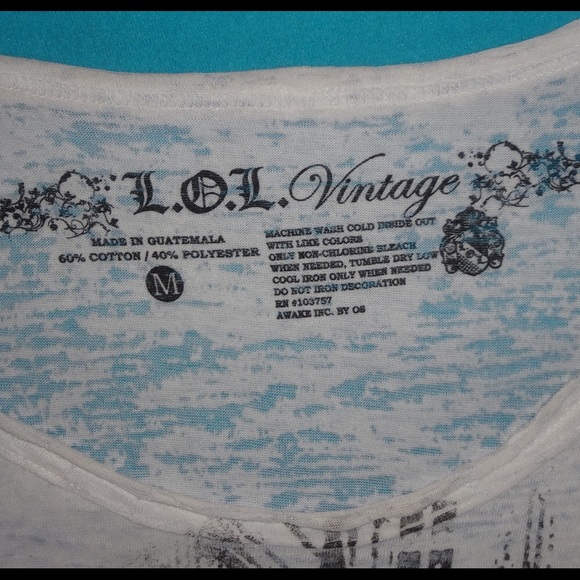 L.O.L. Vintage
MADE IN GUATEMALA
60% COTTON / 40% POLYESTER
M
MACHINE WASH COLD INSIDE OUT
WITH LIKE COLORS
ONLY NON-CHLORINE BLEACH
WHEN NEEDED, TUMBLE DRY LOW
COOL IRON ONLY WHEN NEEDED
DO NOT IRON DECORATION
RN #103757
AWAKE INC. BY OS